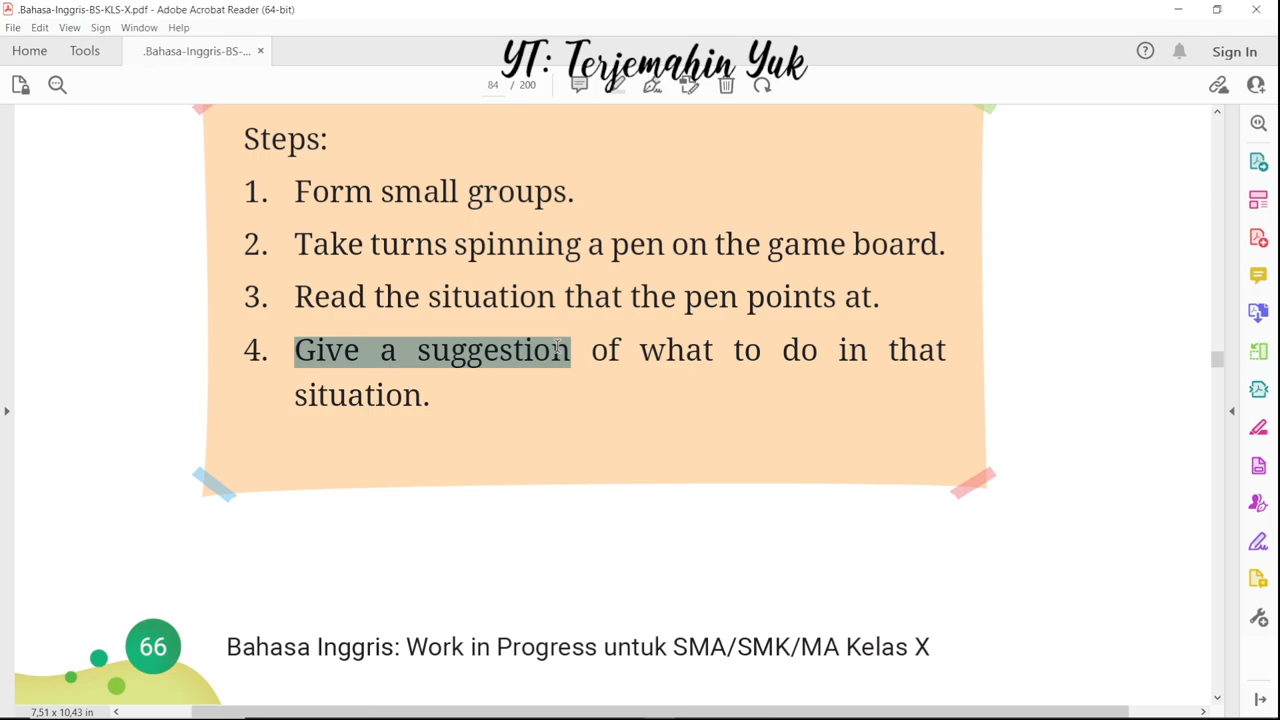 .Bahasa-Inggris-BS-KLS-X.pdf - Adobe Acrobat Reader (64-bit)
File Edit View Sign Window Help
Home Tools .Bahasa-Inggris-BS-... × Sign In
YT: Terjemahin Yuk
84 / 200
Steps:
1. Form small groups.
2. Take turns spinning a pen on the game board.
3. Read the situation that the pen points at.
4. Give a suggestion of what to do in that
situation.
66 Bahasa Inggris: Work in Progress untuk SMA/SMK/MA Kelas X
7,51 x 10,43 in